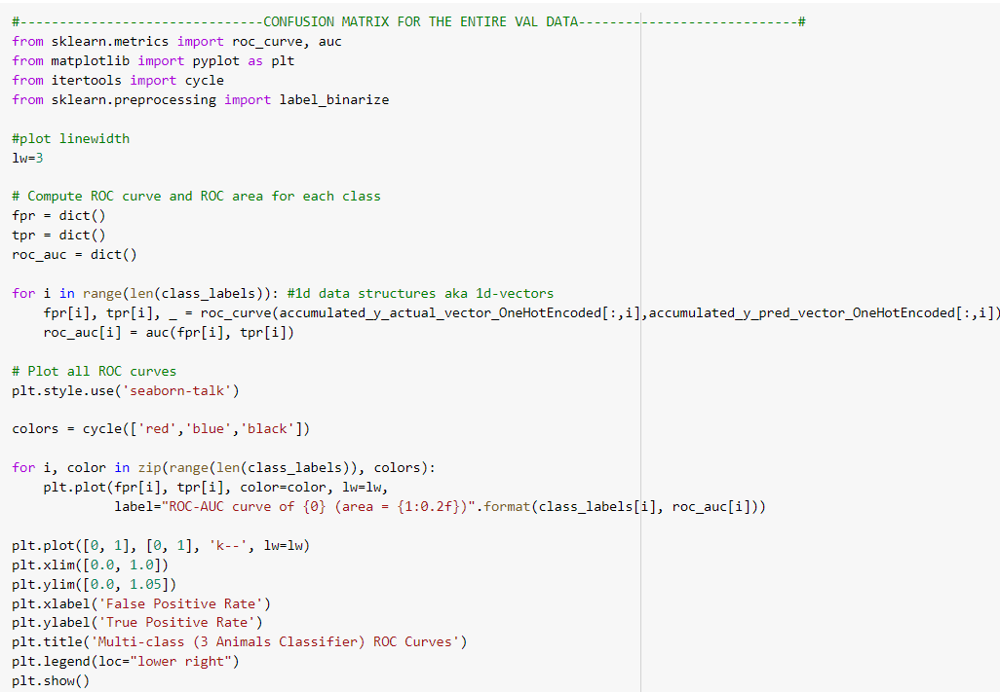 #-------------------------------CONFUSION MATRIX FOR THE ENTIRE VAL DATA----------------------------#
from sklearn.metrics import roc_curve, auc
from matplotlib import pyplot as plt
from itertools import cycle
from sklearn.preprocessing import label_binarize
#plot linewidth
lw=3
# Compute ROC curve and ROC area for each class
fpr = dict()
tpr = dict()
roc_auc = dict()
for i in range(len(class_labels)): #1d data structures aka 1d-vectors
    fpr[i], tpr[i], _ = roc_curve(accumulated_y_actual_vector_OneHotEncoded[:,i],accumulated_y_pred_vector_OneHotEncoded[:,i])
    roc_auc[i] = auc(fpr[i], tpr[i])
# Plot all ROC curves
plt.style.use('seaborn-talk')
colors = cycle(['red','blue','black'])
for i, color in zip(range(len(class_labels)), colors):
    plt.plot(fpr[i], tpr[i], color=color, lw=lw,
             label="ROC-AUC curve of {0} (area = {1:0.2f})".format(class_labels[i], roc_auc[i]))
plt.plot([0, 1], [0, 1], 'k--', lw=lw)
plt.xlim([0.0, 1.0])
plt.ylim([0.0, 1.05])
plt.xlabel('False Positive Rate')
plt.ylabel('True Positive Rate')
plt.title('Multi-class (3 Animals Classifier) ROC Curves')
plt.legend(loc="lower right")
plt.show()